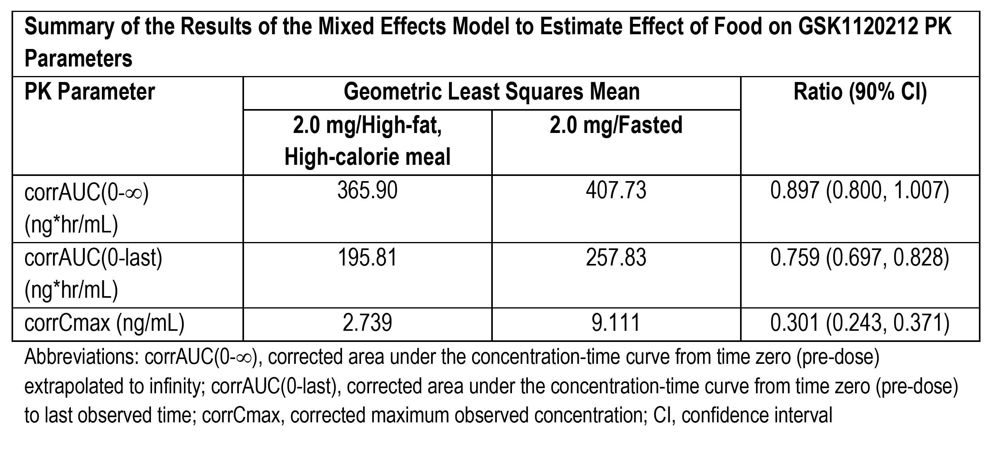 Summary of the Results of the Mixed Effects Model to Estimate Effect of Food on GSK1120212 PK
Parameters
PK Parameter
Geometric Least Squares Mean
Ratio (90% CI)
2.0 mg/High-fat,
High-calorie meal
2.0 mg/Fasted
corrAUC(0-∞)
(ng*hr/mL)
365.90
407.73
0.897 (0.800, 1.007)
corrAUC(0-last)
(ng*hr/mL)
195.81
257.83
0.759 (0.697, 0.828)
corrCmax (ng/mL)
2.739
9.111
0.301 (0.243, 0.371)
Abbreviations: corrAUC(0-∞), corrected area under the concentration-time curve from time zero (pre-dose)
extrapolated to infinity; corrAUC(0-last), corrected area under the concentration-time curve from time zero (pre-dose)
to last observed time; corrCmax, corrected maximum observed concentration; CI, confidence interval